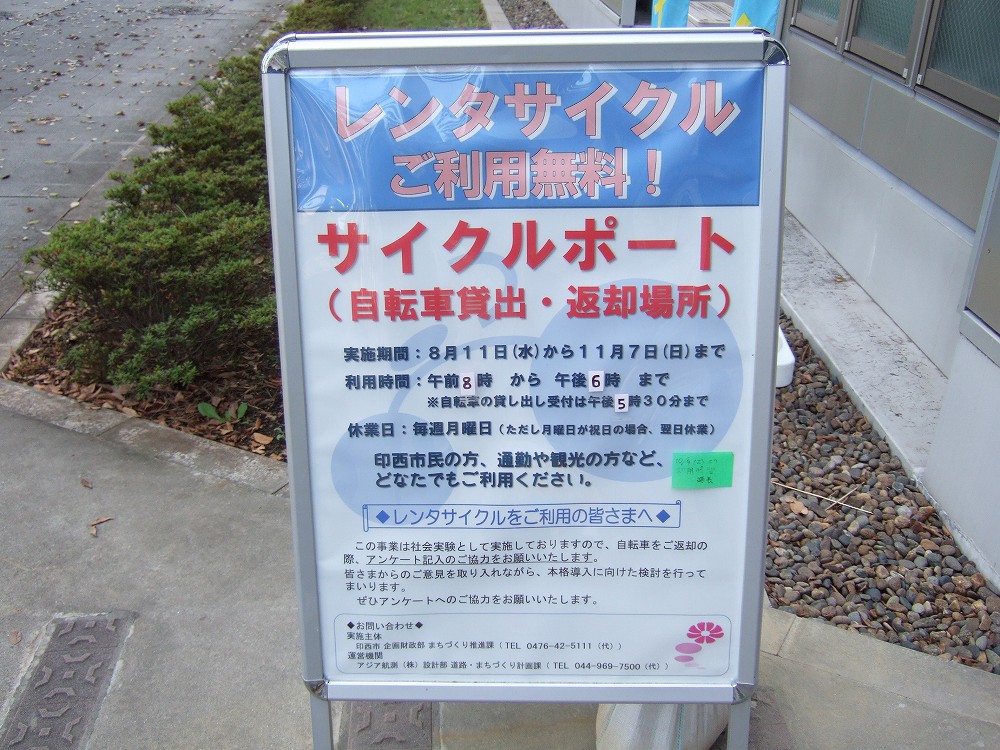 レンタサイクル
ご利用無料！
サイクルポート
（自転車貸出・返却場所）
実施期間：８月１１日(水)から１１月７日(日)まで
利用時間：午前8時　から　午後6時　まで
※自転車の貸し出し受付は午後5時３０分まで
休業日：毎週月曜日（ただし月曜日が祝日の場合、翌日休業）
印西市民の方、通勤や観光の方など、
どなたでもご利用ください。
◆レンタサイクルをご利用の皆さまへ◆
この事業は社会実験として実施しておりますので、自転車をご返却の
際、アンケート記入のご協力をお願いいたします。
皆さまからのご意見を取り入れながら、本格導入に向けた検討を行って
まいります。
ぜひアンケートへのご協力をお願いいたします。
◆お問い合わせ◆
実施主体
印西市 企画財政部 まちづくり推進課（TEL 0476-42-5111（代））
運営機関
アジア航測（株）設計部 道路・まちづくり計画課（TEL 044-969-7500（代））